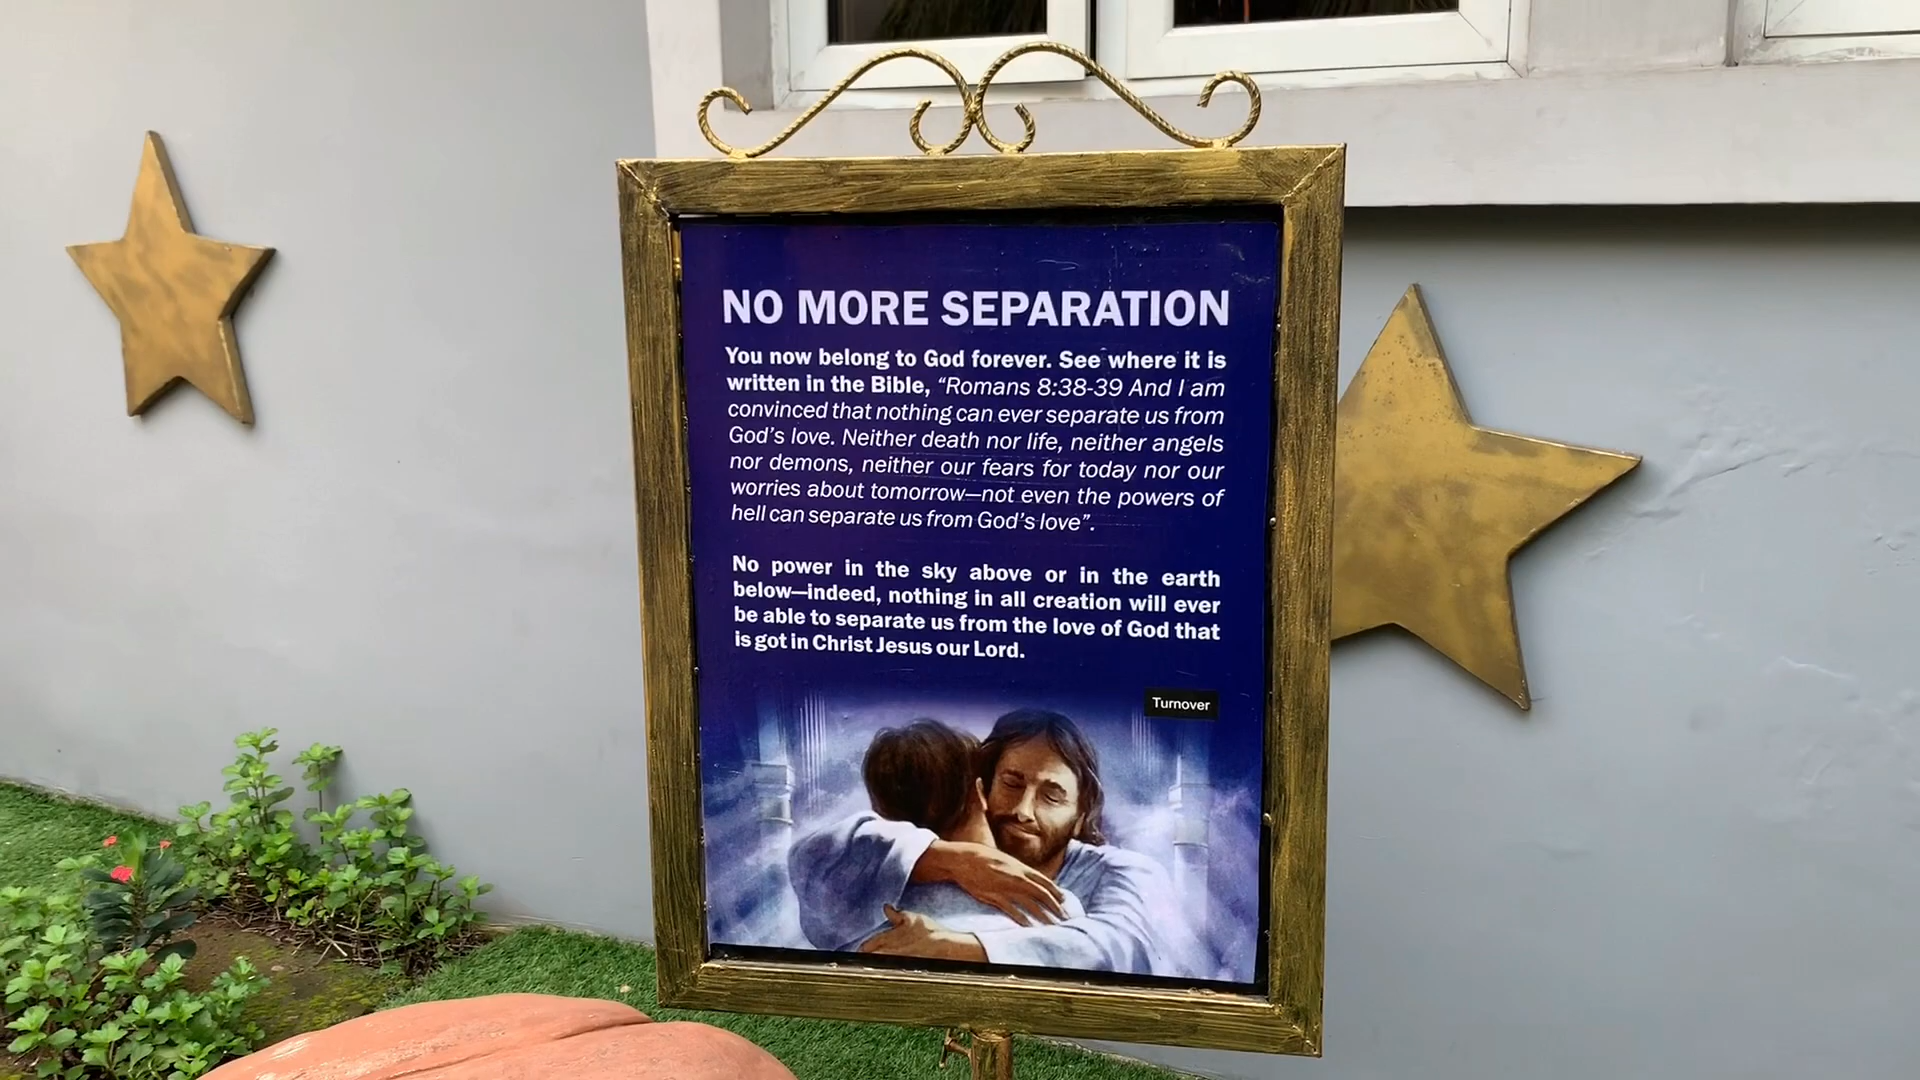 NO MORE SEPARATION
You now belong to God forever. See where it is
written in the Bible, “Romans 8:38-39 And I am
convinced that nothing can ever separate us from
God’s love. Neither death nor life, neither angels
nor demons, neither our fears for today nor our
worries about tomorrow—not even the powers of
hell can separate us from God’s love”.
No power in the sky above or in the earth
below—indeed, nothing in all creation will ever
be able to separate us from the love of God that
is got in Christ Jesus our Lord.
Turnover